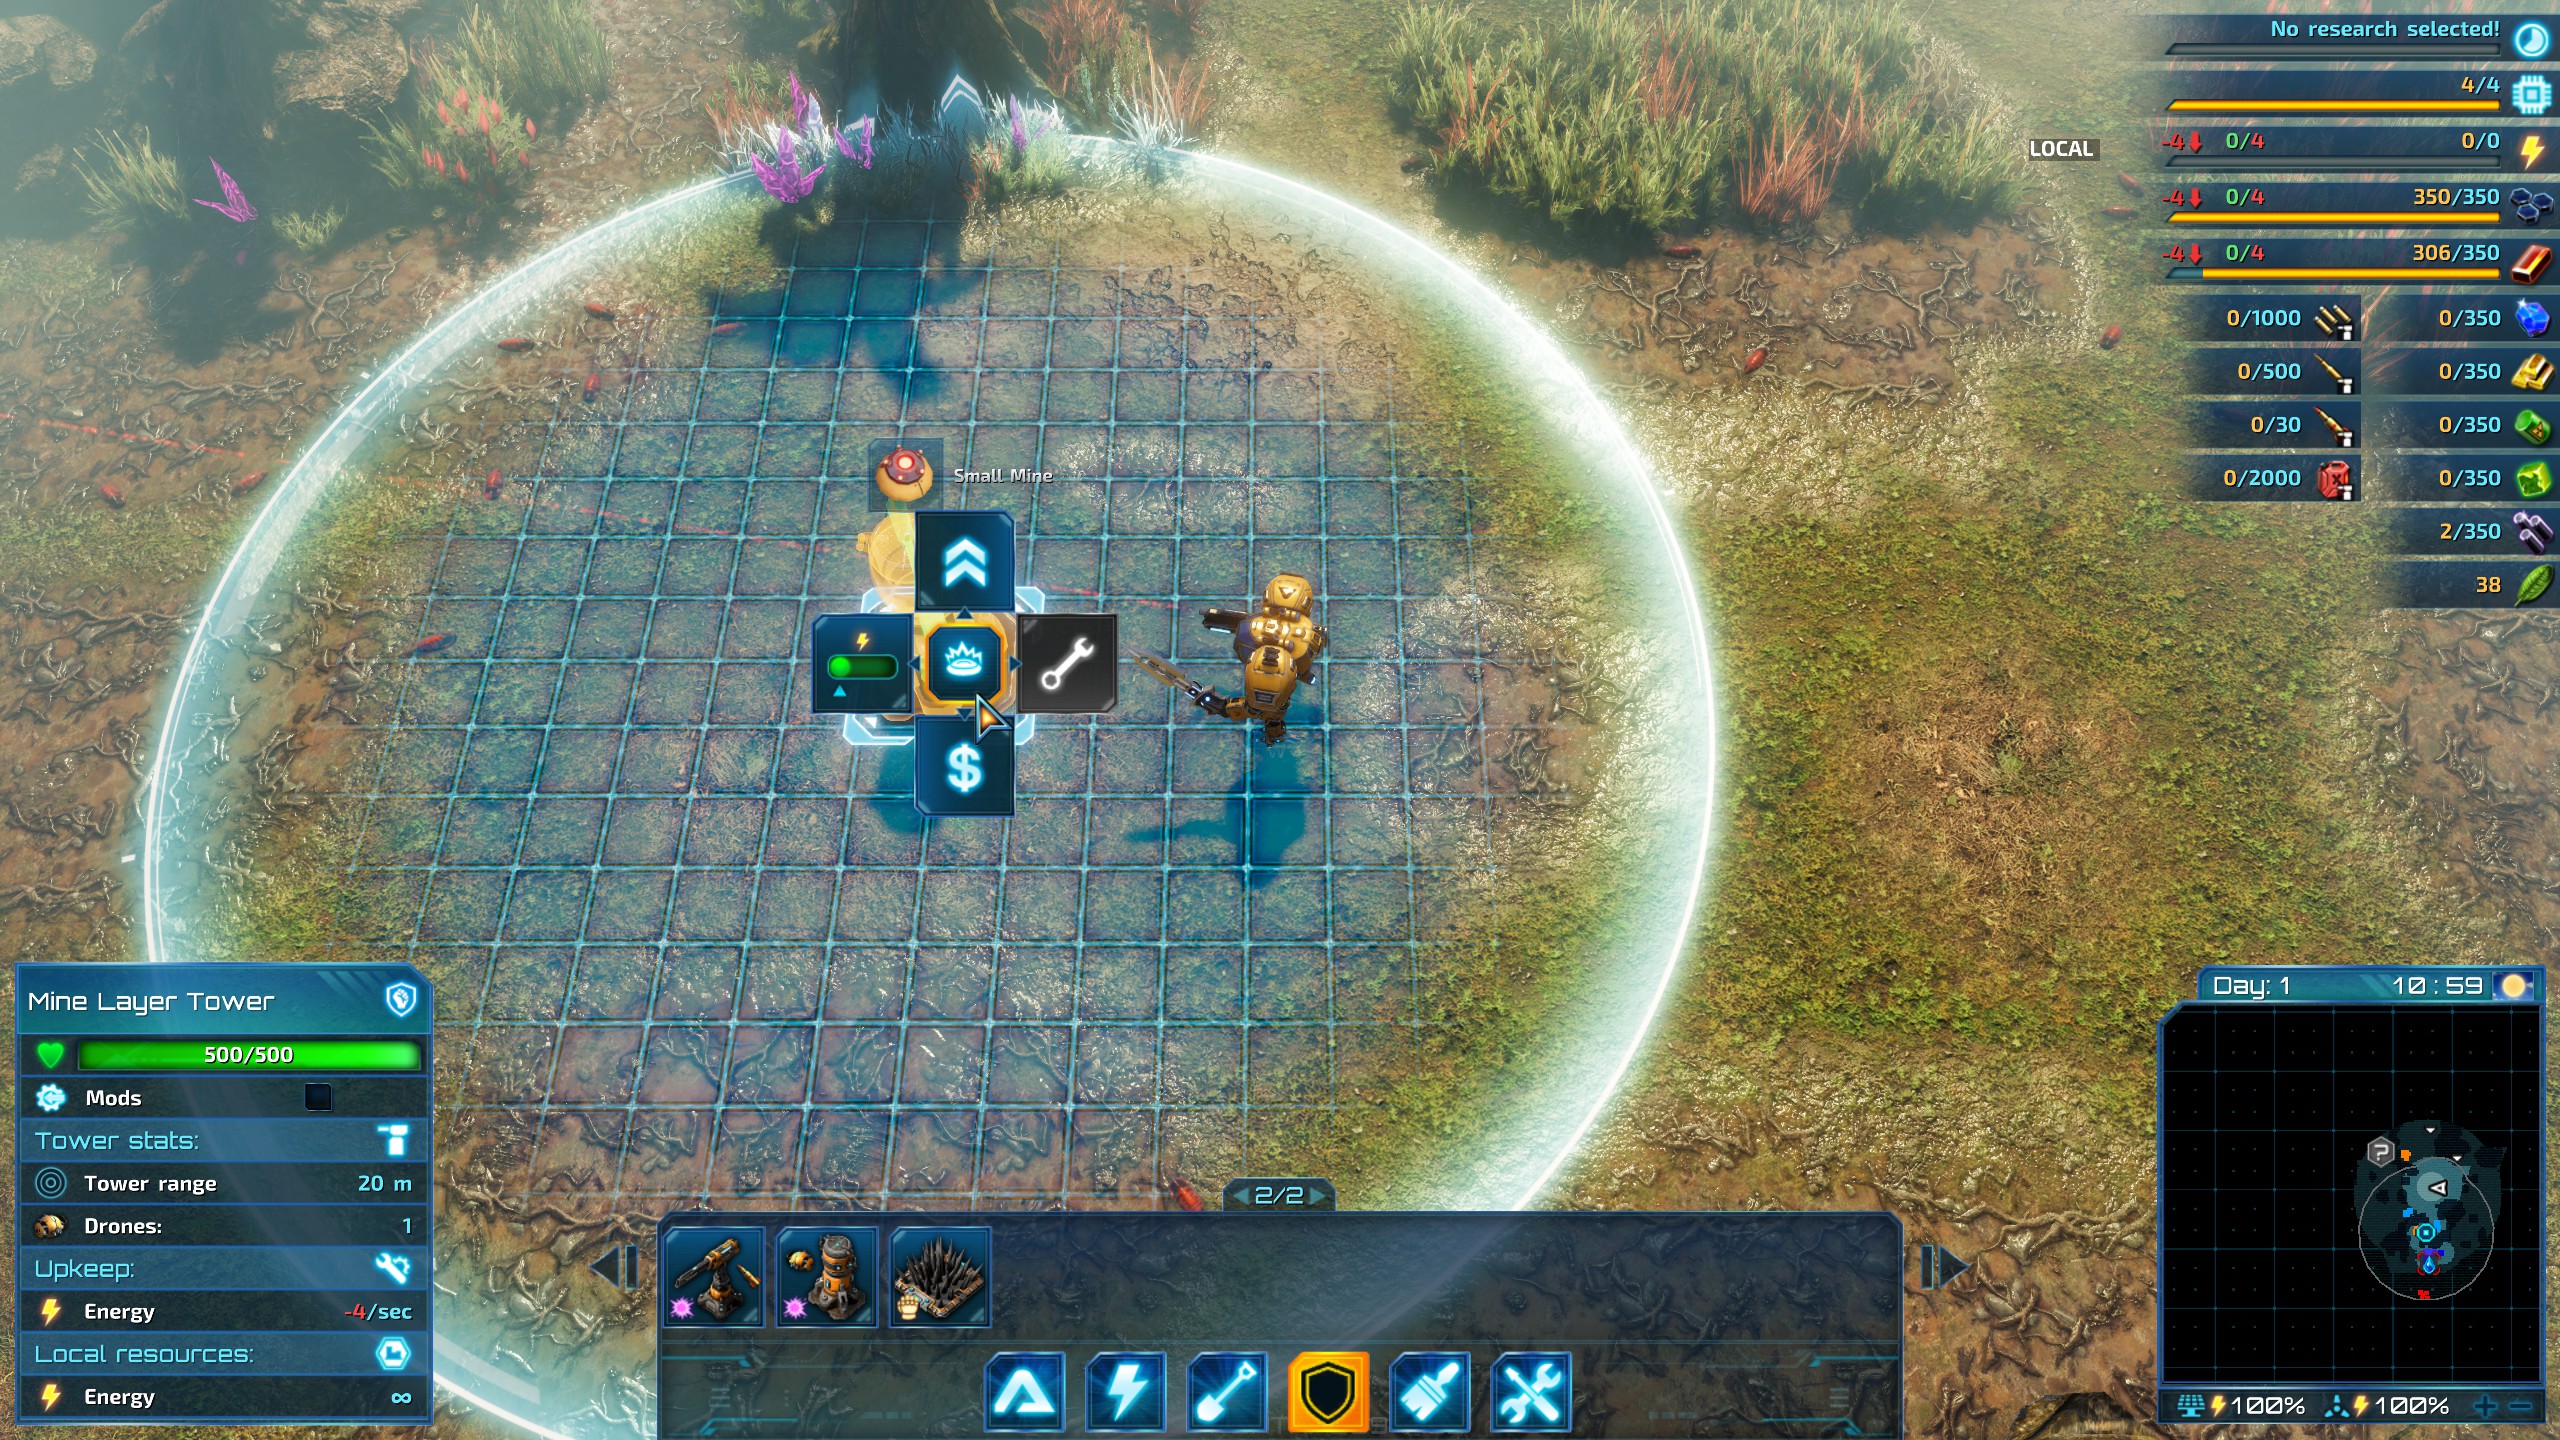 No research selected!
4/4
-4 0/4 0/0
LOCAL
-4 0/4 350/350
-4 0/4 306/350
0/1000 0/350
0/500 0/350
0/30 0/350
0/2000 0/350
2/350
38
Small Mine
$
Mine Layer Tower
500/500
Mods
Tower stats:
Tower range 20 m
Drones: 1
Upkeep:
Energy -4/sec
Local resources:
Energy ∞
2/2
Day: 1 10:59
?
100% 100%